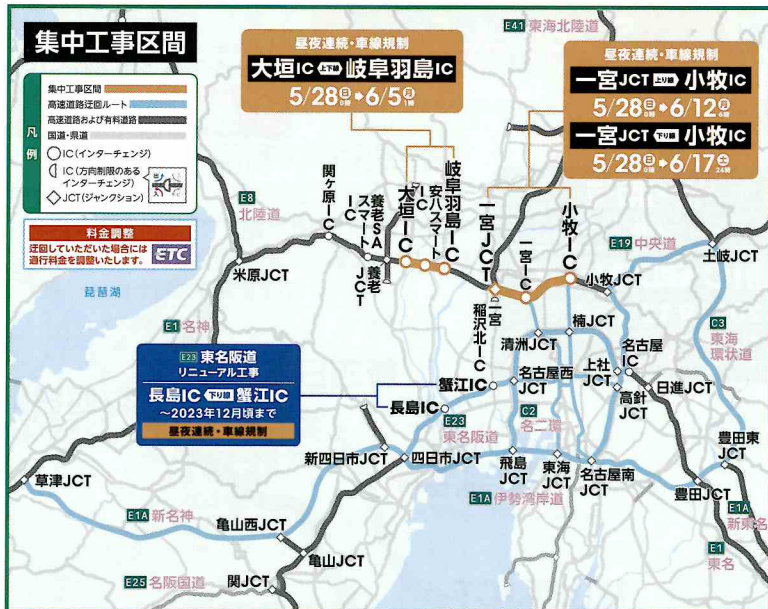 集中工事区間
凡例
集中工事区間
高速道路迂回ルート
高速道路および有料道路
国道・県道
IC(インターチェンジ)
IC(方向制限のある
インターチェンジ)
JCT(ジャンクション)
料金調整
迂回していただいた場合には
通行料金を調整いたします。
ETC
昼夜連続・車線規制
大垣IC 上下線 岐阜羽島IC
5/28 日 0時 6/5 月 1時
昼夜連続・車線規制
一宮JCT 上り線 小牧IC
5/28 日 0時 6/12 月 6時
一宮JCT 下り線 小牧IC
5/28 日 0時 6/17 土 24時
E41 東海北陸道
E8
北陸道
関ヶ原IC
養老SA
スマートIC
養老JCT
大垣IC
安八スマートIC
岐阜羽島IC
一宮JCT
一宮IC
小牧IC
E19 中央道
土岐JCT
小牧JCT
米原JCT
琵琶湖
E1 名神
一宮
稲沢北IC
清洲JCT
楠JCT
名古屋IC
上社JCT
C3
東海
環状道
E23 東名阪道
リニューアル工事
長島IC 下り線 蟹江IC
~2023年12月頃まで
昼夜連続・車線規制
蟹江IC
名古屋西JCT
高針JCT
日進JCT
長島IC
E23
東名阪道
C2
名二環
新四日市JCT
四日市JCT
飛島JCT
東海JCT
名古屋南JCT
豊田東JCT
豊田JCT
草津JCT
E1A 新名神
亀山西JCT
E1A 伊勢湾岸道
E1A
新東名
亀山JCT
E1
東名
E25 名阪国道
関JCT